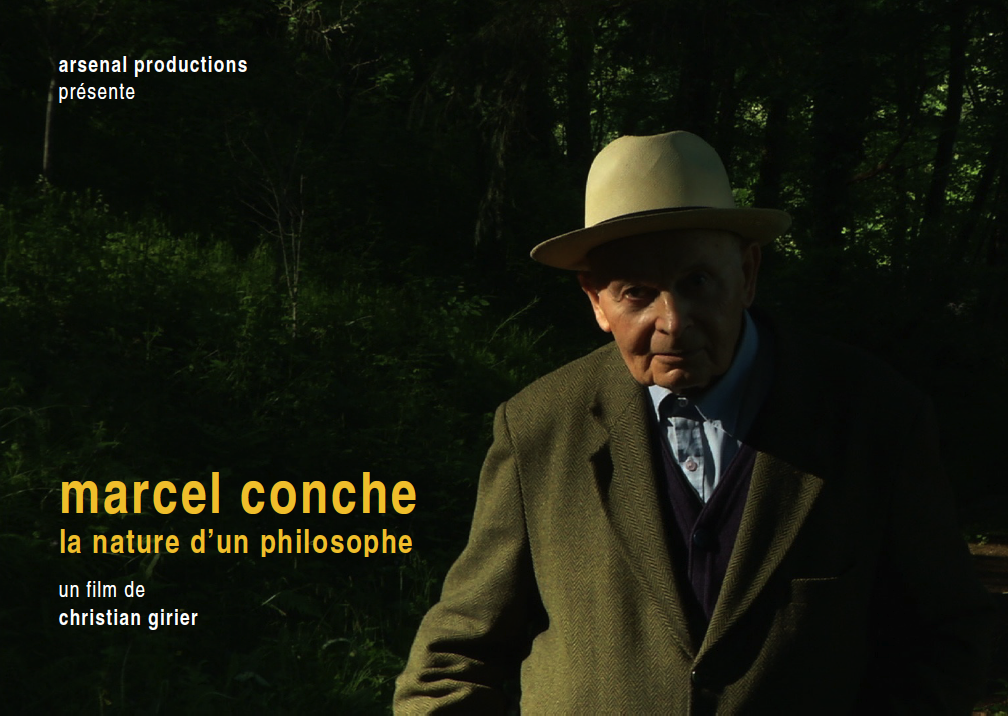 arsenal productions
présente
marcel conche
la nature d’un philosophe
un film de
christian girier